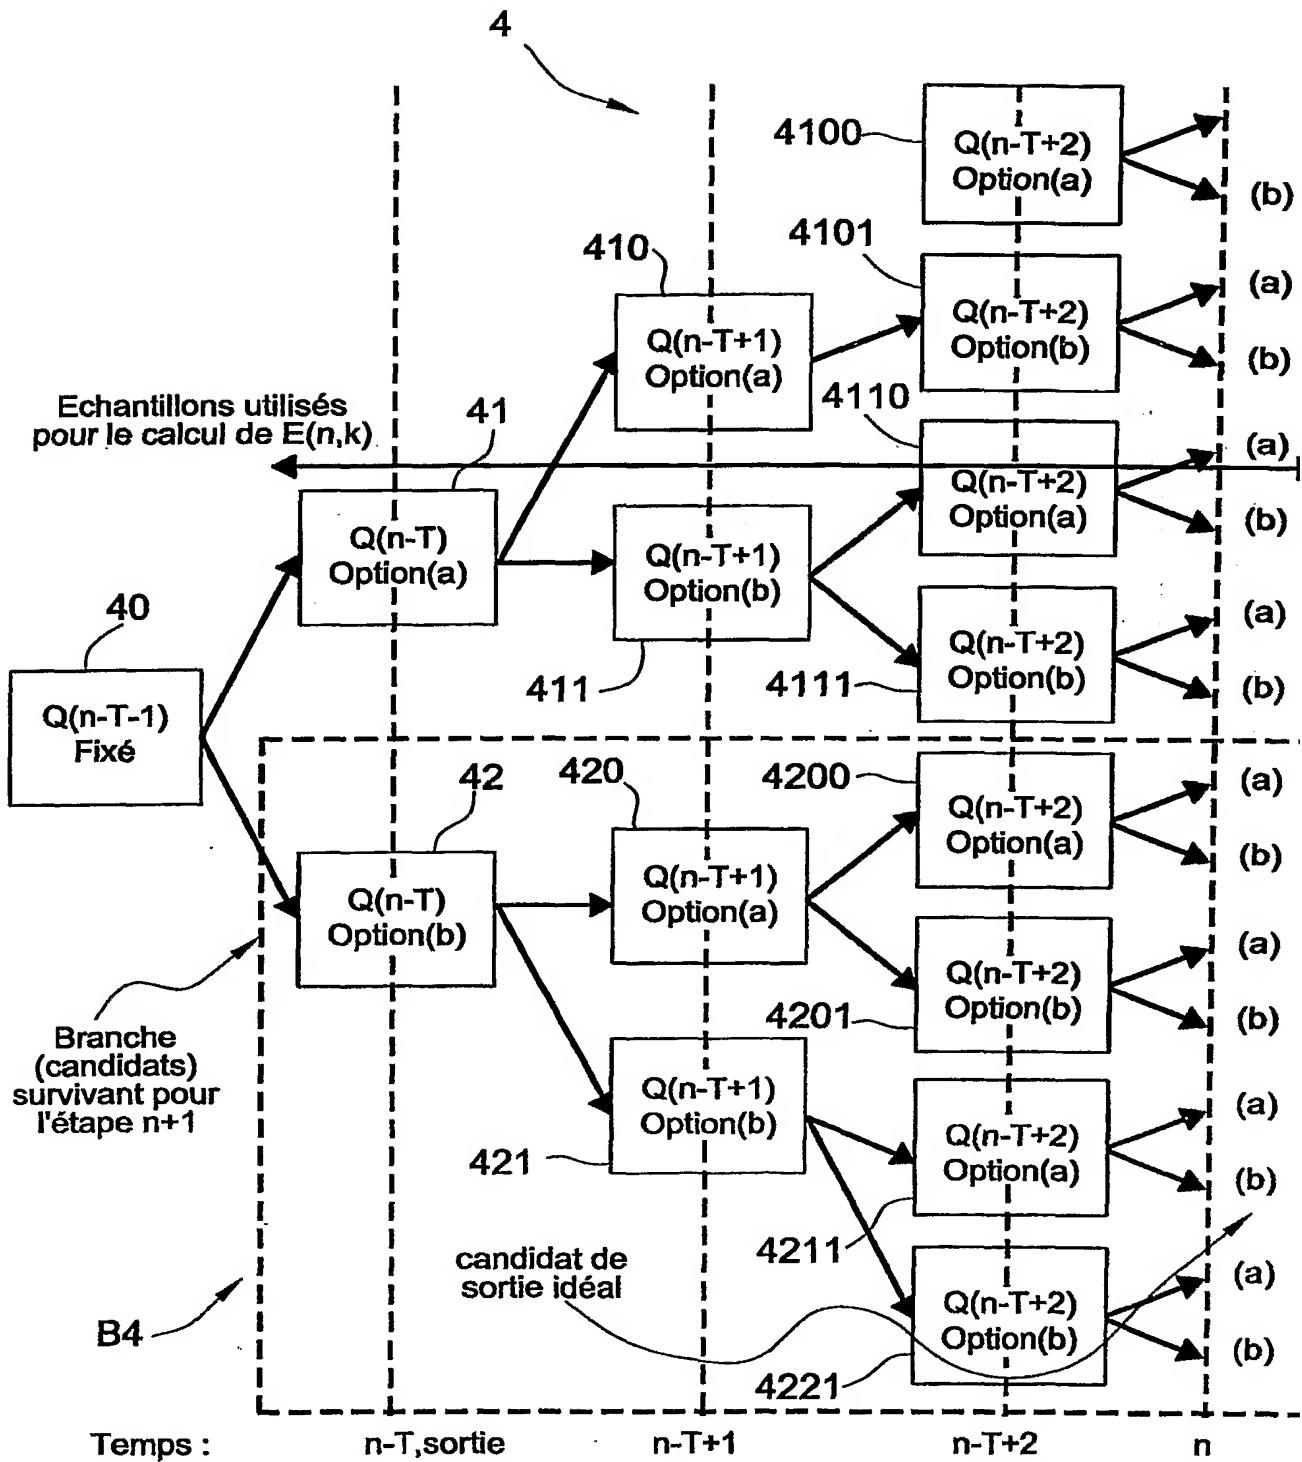 4
4100
Q(n-T+2)
Option(a)
(b)
4101
410
Q(n-T+2)
Option(b)
(a)
(b)
Q(n-T+1)
Option(a)
4110
Echantillons utilisés
pour le calcul de E(n,k)
41
Q(n-T+2)
Option(a)
(a)
(b)
Q(n-T)
Option(a)
Q(n-T+1)
Option(b)
411
4111
Q(n-T+2)
Option(b)
(a)
(b)
40
Q(n-T-1)
Fixé
42
420
4200
Q(n-T+2)
Option(a)
(a)
(b)
Q(n-T)
Option(b)
Q(n-T+1)
Option(a)
4201
Q(n-T+2)
Option(b)
(a)
(b)
Branche
(candidats)
survivant pour
l'étape n+1
Q(n-T+1)
Option(b)
421
Q(n-T+2)
Option(a)
(a)
(b)
4211
candidat de
sortie idéal
Q(n-T+2)
Option(b)
(a)
(b)
4221
B4
Temps :
n-T,sortie
n-T+1
n-T+2
n